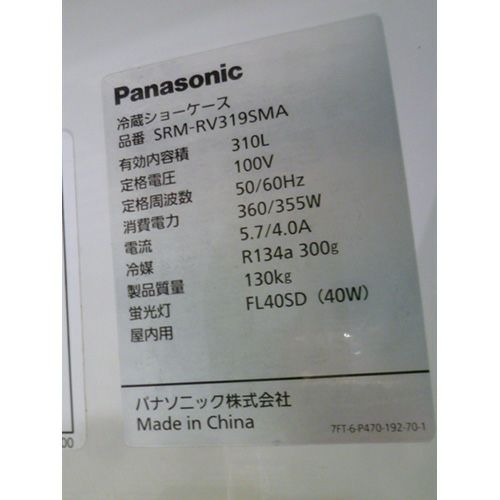 Panasonic
冷蔵ショーケース
品番 SRM-RV319SMA
有効内容積 310L
定格電圧 100V
定格周波数 50/60Hz
消費電力 360/355W
電流 5.7/4.0A
冷媒 R134a 300g
製品質量 130kg
蛍光灯 FL40SD (40W)
屋内用
パナソニック株式会社
Made in China
7FT-6-P470-192-70-1
00